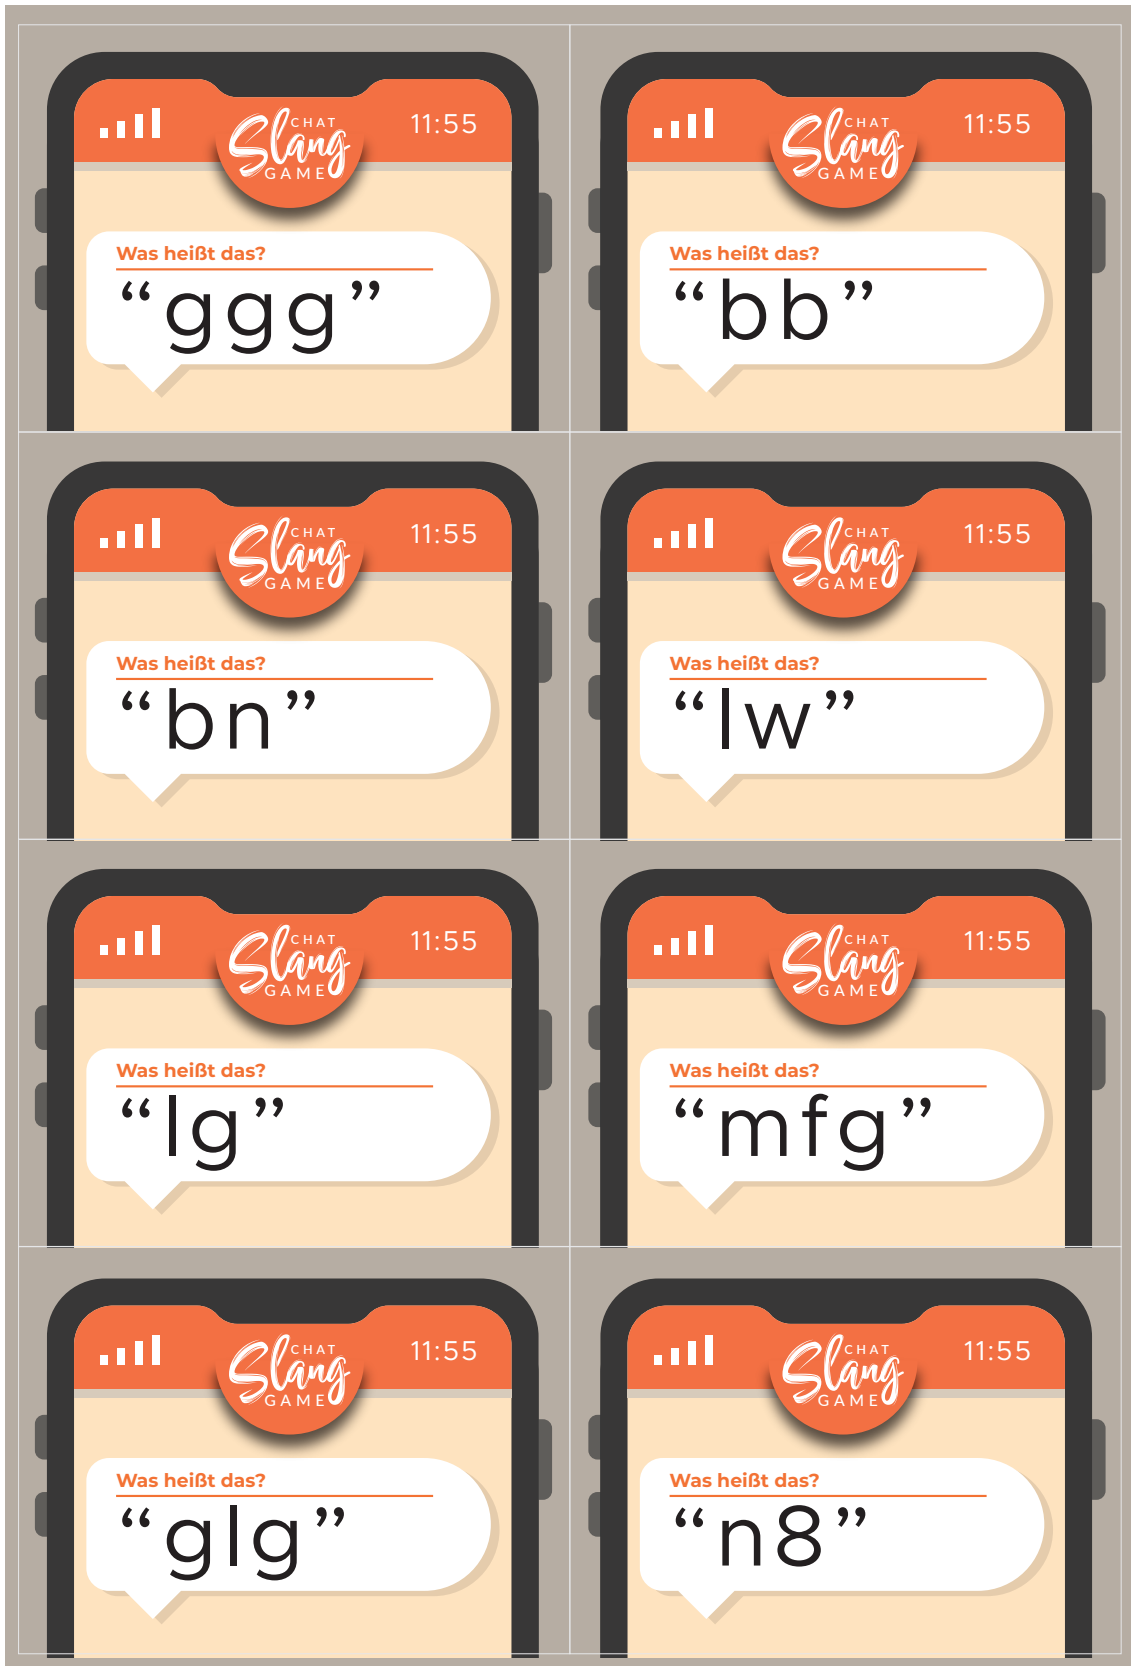 CHAT
Slang
GAME
11:55
Was heißt das?
“ggg”
CHAT
Slang
GAME
11:55
Was heißt das?
“bb”
CHAT
Slang
GAME
11:55
Was heißt das?
“bn”
CHAT
Slang
GAME
11:55
Was heißt das?
“lw”
CHAT
Slang
GAME
11:55
Was heißt das?
“lg”
CHAT
Slang
GAME
11:55
Was heißt das?
“mfg”
CHAT
Slang
GAME
11:55
Was heißt das?
“glg”
CHAT
Slang
GAME
11:55
Was heißt das?
“n8”